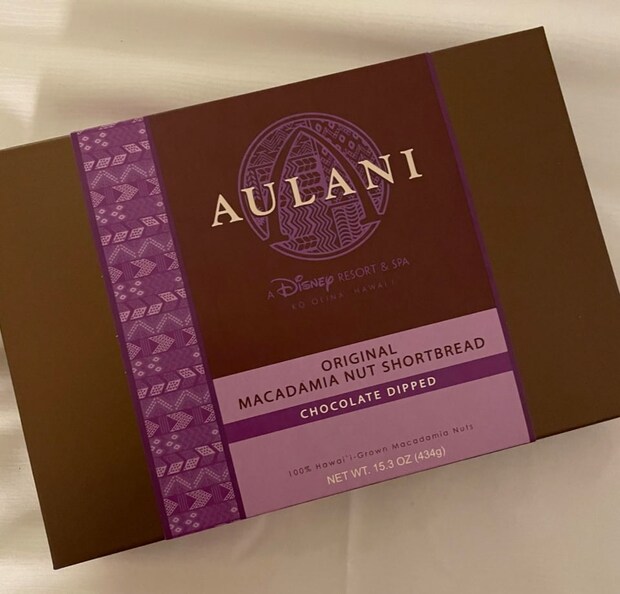 AULANI
A Disney RESORT & SPA
KO OLINA, HAWAI'I
ORIGINAL
MACADAMIA NUT SHORTBREAD
CHOCOLATE DIPPED
100% Hawai'i-Grown Macadamia Nuts
NET WT. 15.3 OZ (434g)